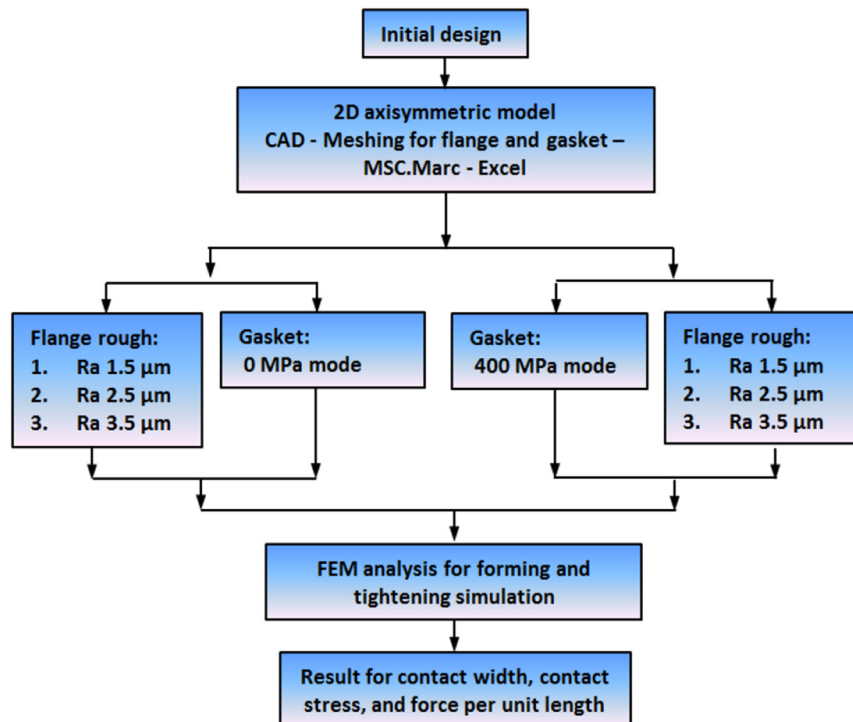 Initial design
2D axisymmetric model
CAD - Meshing for flange and gasket –
MSC.Marc - Excel
Flange rough:
1. Ra 1.5 µm
2. Ra 2.5 µm
3. Ra 3.5 µm
Gasket:
0 MPa mode
Gasket:
400 MPa mode
Flange rough:
1. Ra 1.5 µm
2. Ra 2.5 µm
3. Ra 3.5 µm
FEM analysis for forming and
tightening simulation
Result for contact width, contact
stress, and force per unit length